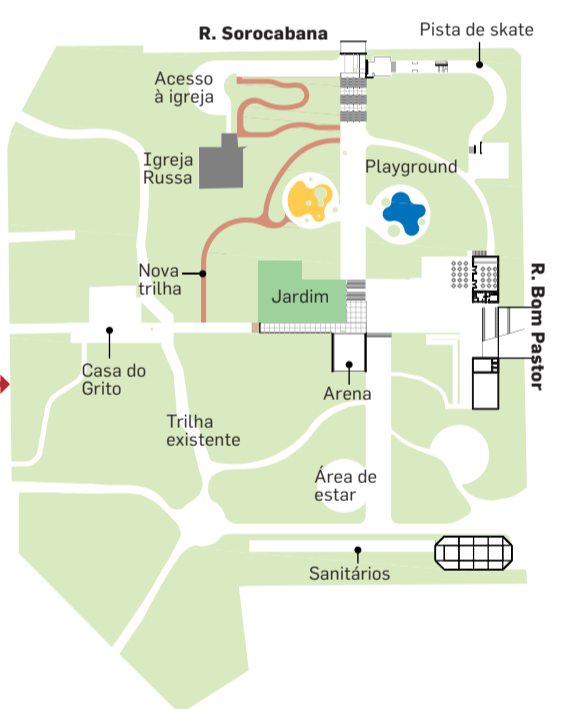 Pista de skate
R. Sorocabana
Acesso
à igreja
Igreja
Russa
Playground
Nova
trilha
Jardim
R. Bom Pastor
Casa do
Grito
Arena
Trilha
existente
Área de
estar
Sanitários